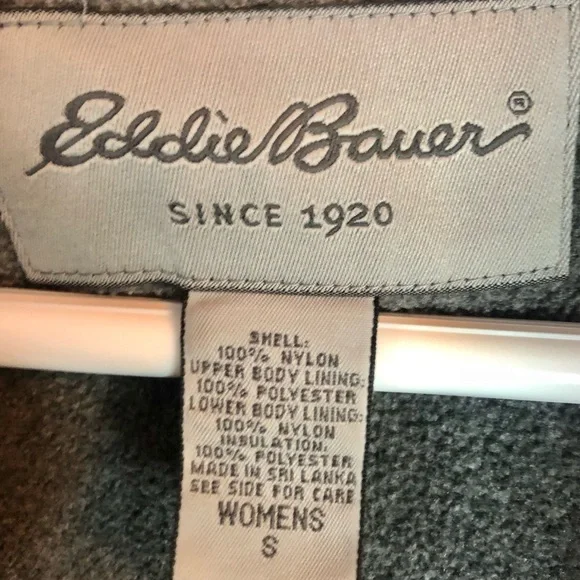 Eddie Bauer ®
SINCE 1920
SHELL:
100% NYLON
UPPER BODY LINING:
100% POLYESTER
LOWER BODY LINING:
100% NYLON
INSULATION:
100% POLYESTER
MADE IN SRI LANKA
SEE SIDE FOR CARE
WOMENS
S